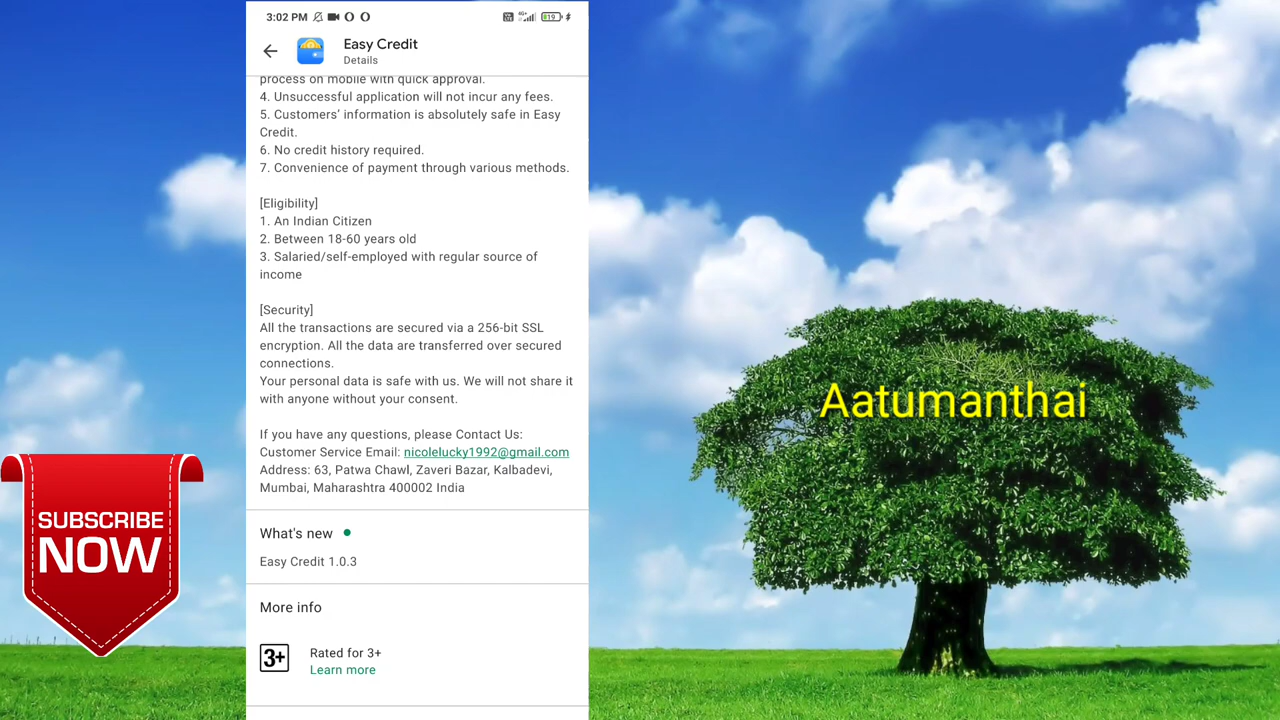 3:02 PM
4G+
19
Easy Credit
Details
process on mobile with quick approval.
4. Unsuccessful application will not incur any fees.
5. Customers' information is absolutely safe in Easy
Credit.
6. No credit history required.
7. Convenience of payment through various methods.
[Eligibility]
1. An Indian Citizen
2. Between 18-60 years old
3. Salaried/self-employed with regular source of
income
[Security]
All the transactions are secured via a 256-bit SSL
encryption. All the data are transferred over secured
connections.
Your personal data is safe with us. We will not share it
with anyone without your consent.
If you have any questions, please Contact Us:
Customer Service Email: nicolelucky1992@gmail.com
Address: 63, Patwa Chawl, Zaveri Bazar, Kalbadevi,
Mumbai, Maharashtra 400002 India
What's new
Easy Credit 1.0.3
More info
3+
Rated for 3+
Learn more
SUBSCRIBE
NOW
Aatumanthai